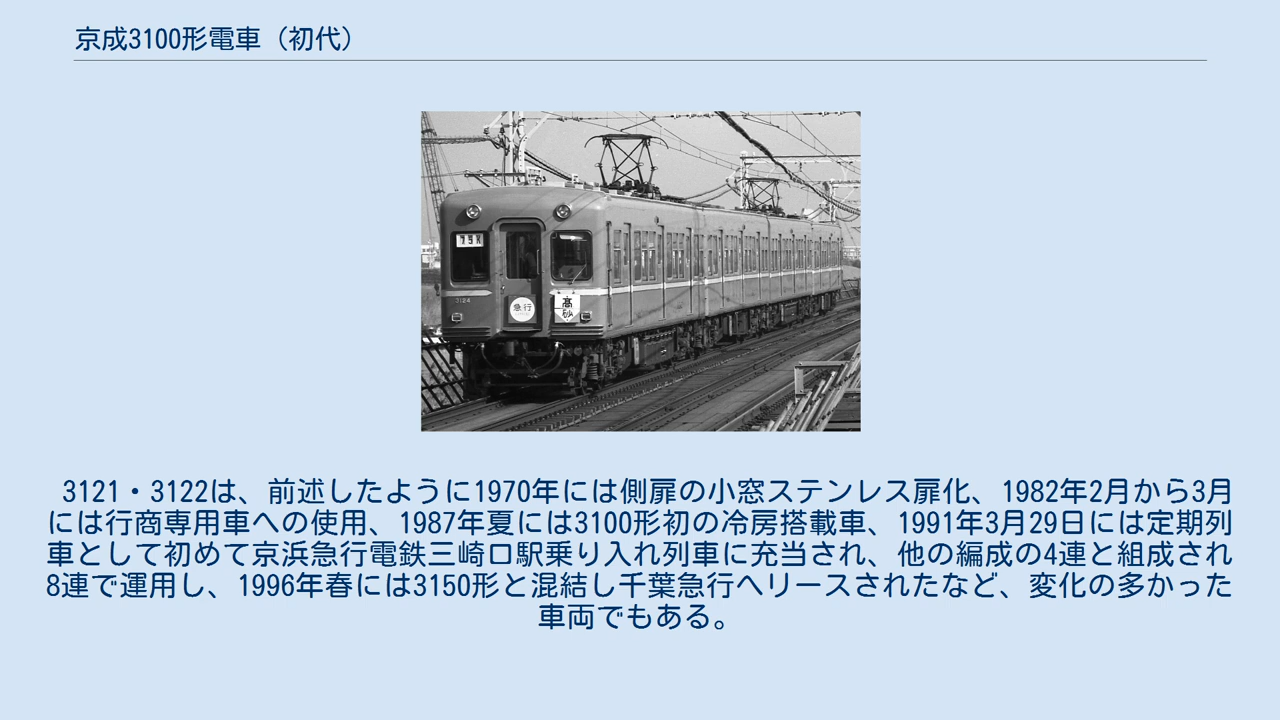 京成3100形電車（初代）
急行
高砂
3124
3121・3122は、前述したように1970年には側扉の小窓ステンレス扉化、1982年2月から3月
には行商専用車への使用、1987年夏には3100形初の冷房搭載車、1991年3月29日には定期列
車として初めて京浜急行電鉄三崎口駅乗り入れ列車に充当され、他の編成の4連と組成され
8連で運用し、1996年春には3150形と混結し千葉急行へリースされたなど、変化の多かった
車両でもある。